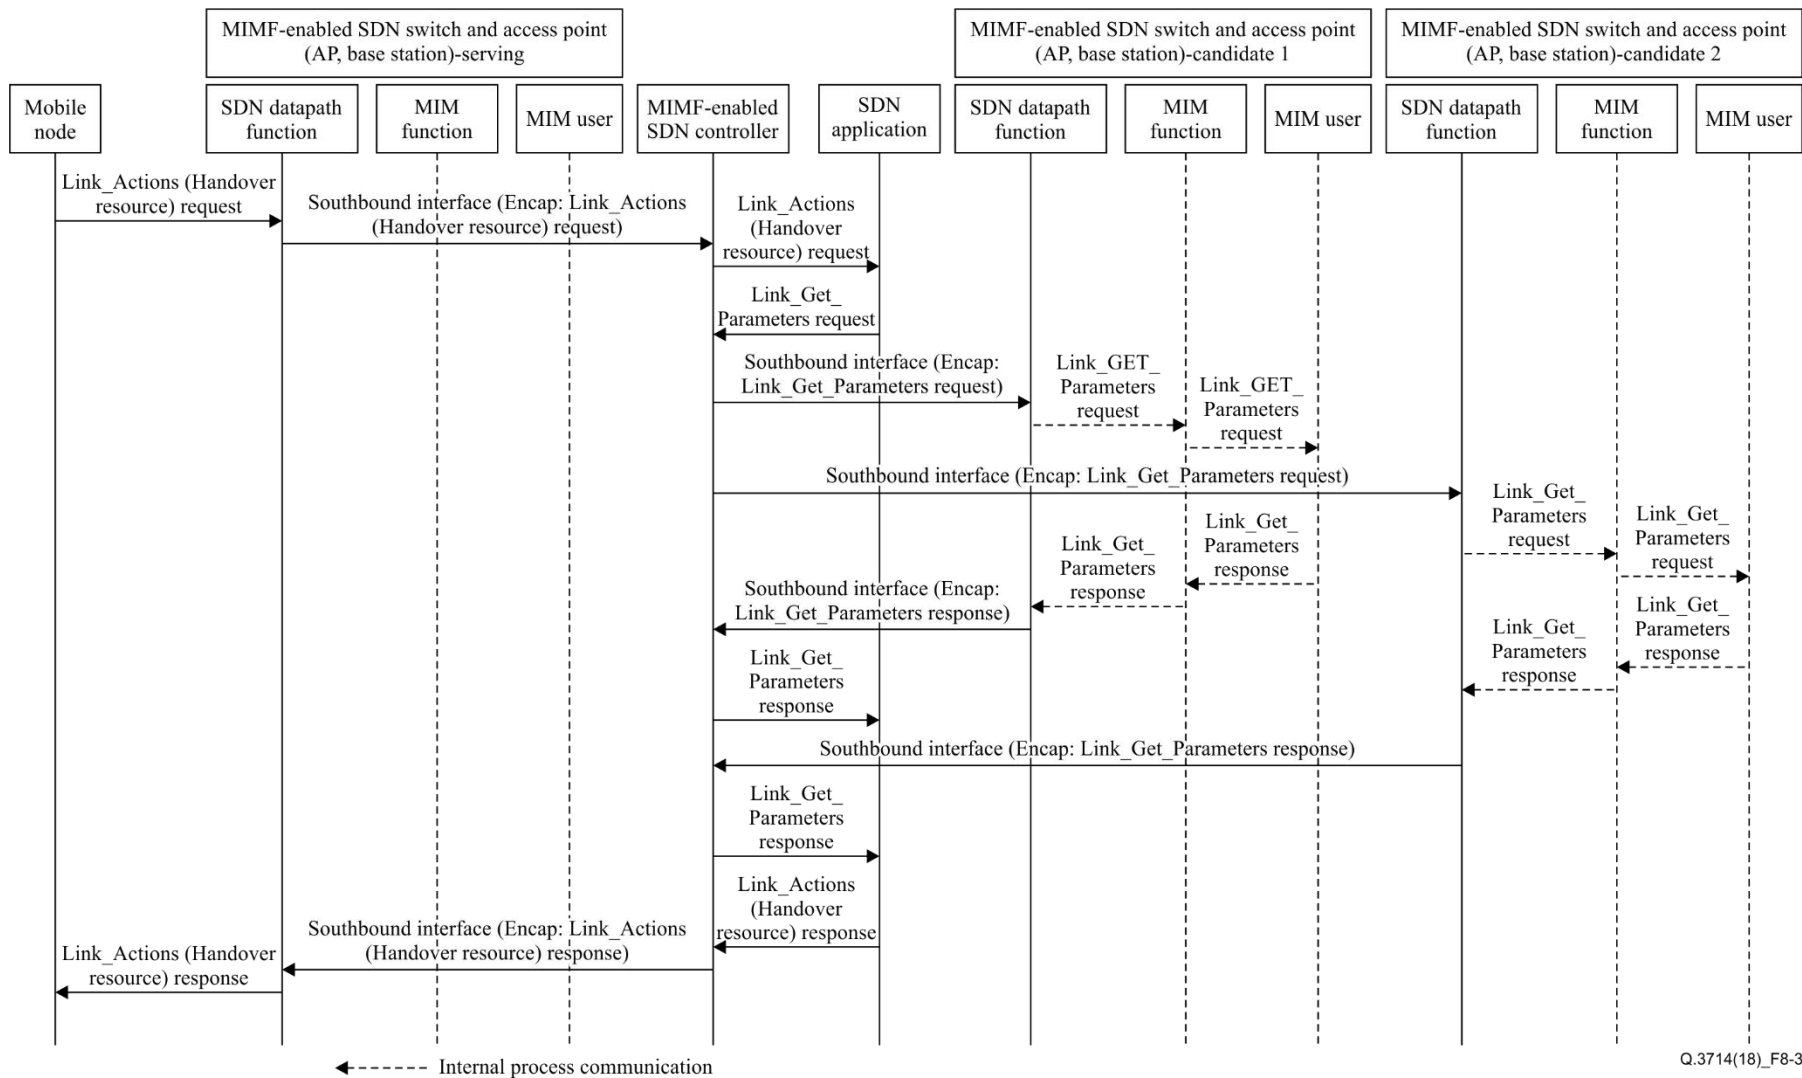 MIMF-enabled SDN switch and access point
(AP, base station)-serving
MIMF-enabled SDN switch and access point
(AP, base station)-candidate 1
MIMF-enabled SDN switch and access point
(AP, base station)-candidate 2
Mobile
node
SDN datapath
function
MIM
function
MIM user
MIMF-enabled
SDN controller
SDN
application
SDN datapath
function
MIM
function
MIM user
SDN datapath
function
MIM
function
MIM user
Link_Actions (Handover
resource) request
Southbound interface (Encap: Link_Actions
(Handover resource) request)
Link_Actions
(Handover
resource) request
Link_Get_
Parameters request
Southbound interface (Encap:
Link_Get_Parameters request)
Link_GET_
Parameters
request
Link_GET_
Parameters
request
Southbound interface (Encap: Link_Get_Parameters request)
Link_Get_
Parameters
request
Link_Get_
Parameters
request
Link_Get_
Parameters
response
Link_Get_
Parameters
response
Southbound interface (Encap:
Link_Get_Parameters response)
Link_Get_
Parameters
response
Link_Get_
Parameters
response
Link_Get_
Parameters
response
Southbound interface (Encap: Link_Get_Parameters response)
Link_Get_
Parameters
response
Link_Actions
(Handover
resource) response
Southbound interface (Encap: Link_Actions
(Handover resource) response)
Link_Actions (Handover
resource) response
Internal process communication
Q.3714(18)_F8-3